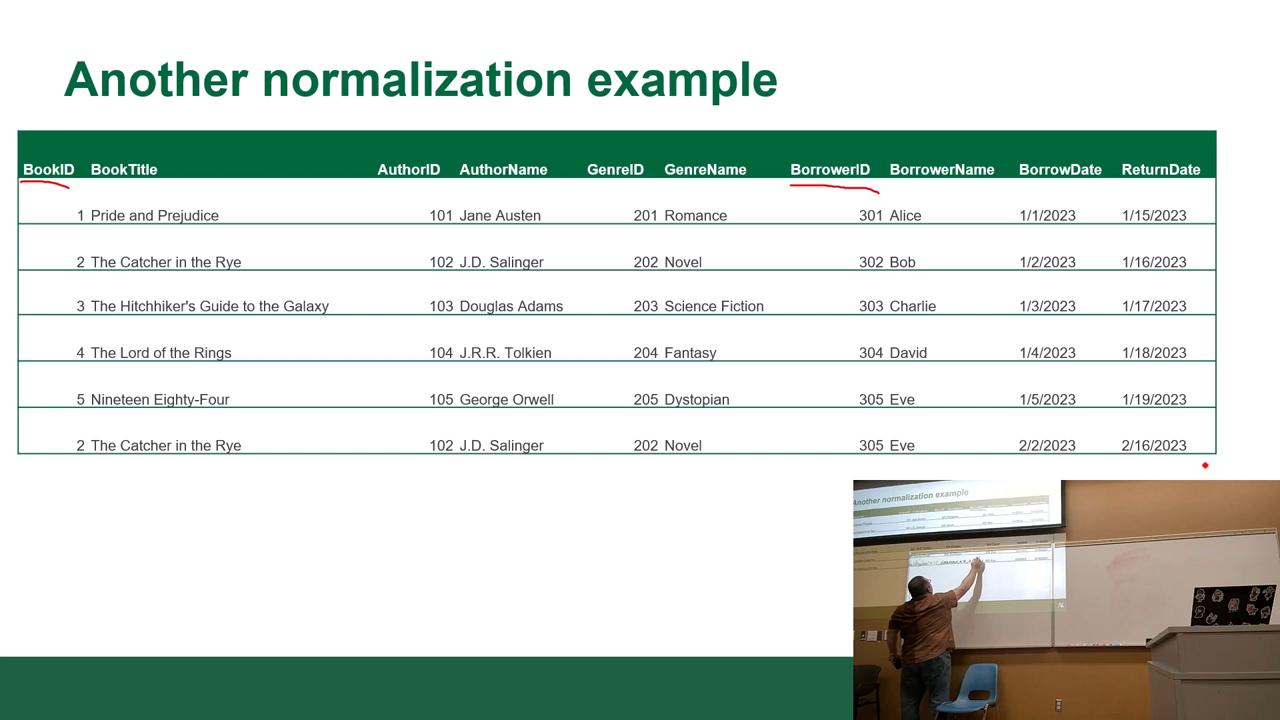 Another normalization example
BookID BookTitle AuthorID AuthorName GenreID GenreName BorrowerID BorrowerName BorrowDate ReturnDate
1 Pride and Prejudice 101 Jane Austen 201 Romance 301 Alice 1/1/2023 1/15/2023
2 The Catcher in the Rye 102 J.D. Salinger 202 Novel 302 Bob 1/2/2023 1/16/2023
3 The Hitchhiker's Guide to the Galaxy 103 Douglas Adams 203 Science Fiction 303 Charlie 1/3/2023 1/17/2023
4 The Lord of the Rings 104 J.R.R. Tolkien 204 Fantasy 304 David 1/4/2023 1/18/2023
5 Nineteen Eighty-Four 105 George Orwell 205 Dystopian 305 Eve 1/5/2023 1/19/2023
2 The Catcher in the Rye 102 J.D. Salinger 202 Novel 305 Eve 2/2/2023 2/16/2023
Another normalization example